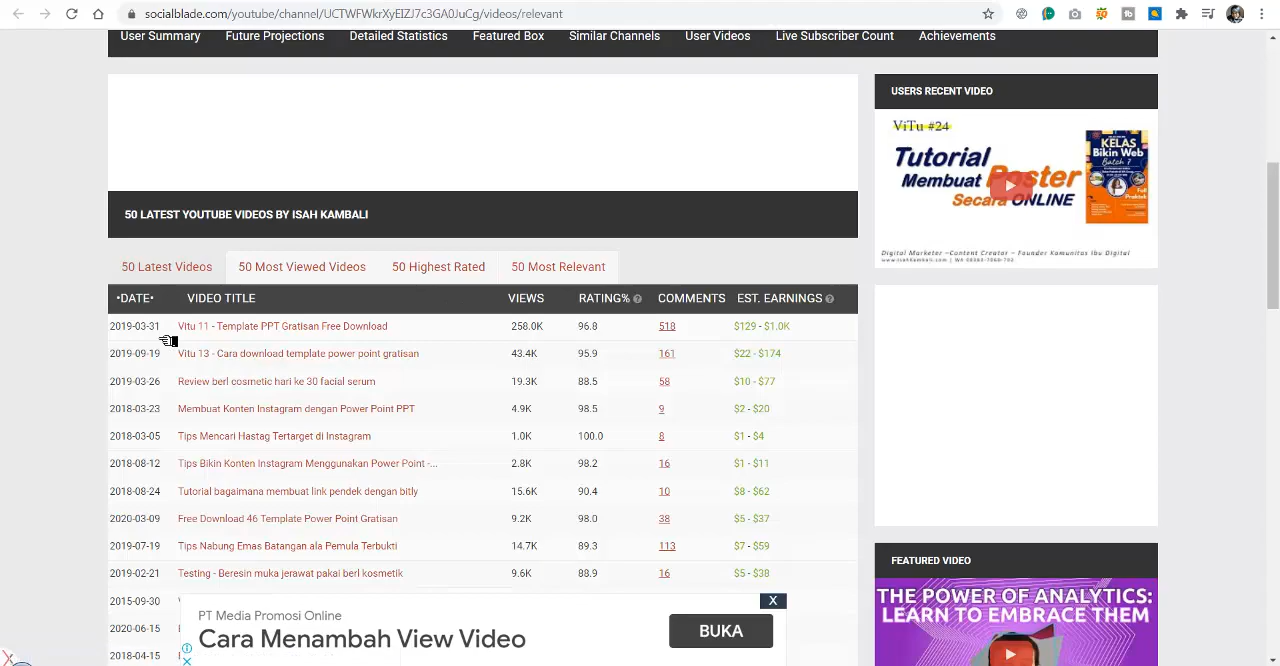 socialblade.com/youtube/channel/UCTWFWkrXyEIZJ7c3GA0JuCg/videos/relevant
User Summary Future Projections Detailed Statistics Featured Box Similar Channels User Videos Live Subscriber Count Achievements
50 LATEST YOUTUBE VIDEOS BY ISAH KAMBALI
50 Latest Videos 50 Most Viewed Videos 50 Highest Rated 50 Most Relevant
•DATE• VIDEO TITLE VIEWS RATING% COMMENTS EST. EARNINGS
2019-03-31 Vitu 11 - Template PPT Gratisan Free Download 258.0K 96.8 518 $129 - $1.0K
2019-09-19 Vitu 13 - Cara download template power point gratisan 43.4K 95.9 161 $22 - $174
2019-03-26 Review berl cosmetic hari ke 30 facial serum 19.3K 88.5 58 $10 - $77
2018-03-23 Membuat Konten Instagram dengan Power Point PPT 4.9K 98.5 9 $2 - $20
2018-03-05 Tips Mencari Hastag Tertarget di Instagram 1.0K 100.0 8 $1 - $4
2018-08-12 Tips Bikin Konten Instagram Menggunakan Power Point -... 2.8K 98.2 16 $1 - $11
2018-08-24 Tutorial bagaimana membuat link pendek dengan bitly 15.6K 90.4 10 $8 - $62
2020-03-09 Free Download 46 Template Power Point Gratisan 9.2K 98.0 38 $5 - $37
2019-07-19 Tips Nabung Emas Batangan ala Pemula Terbukti 14.7K 89.3 113 $7 - $59
2019-02-21 Testing - Beresin muka jerawat pakai berl kosmetik 9.6K 88.9 16 $5 - $38
2015-09-30
2020-06-15
2018-04-15
PT Media Promosi Online
Cara Menambah View Video
BUKA
X
USERS RECENT VIDEO
ViTu #24
Tutorial
Membuat Poster
Secara ONLINE
KELAS
Bikin Web
Batch 7
Full
Praktek
Digital Marketer -Content Creator - Founder Komunitas Ibu Digital
FEATURED VIDEO
THE POWER OF ANALYTICS:
LEARN TO EMBRACE THEM